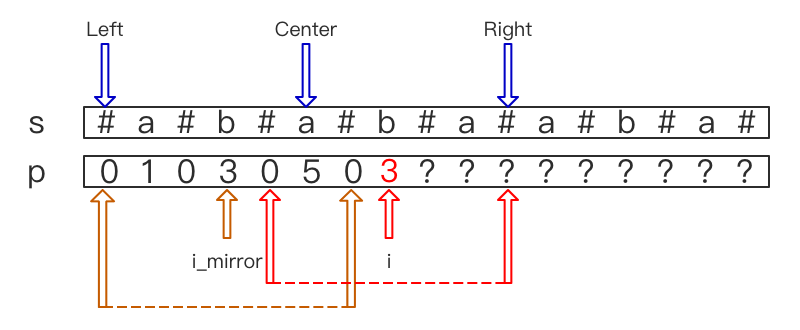 Left Center Right
s # a # b # a # b # a # a # b # a #
p 0 1 0 3 0 5 0 3 ? ? ? ? ? ? ? ? ?
i_mirror i